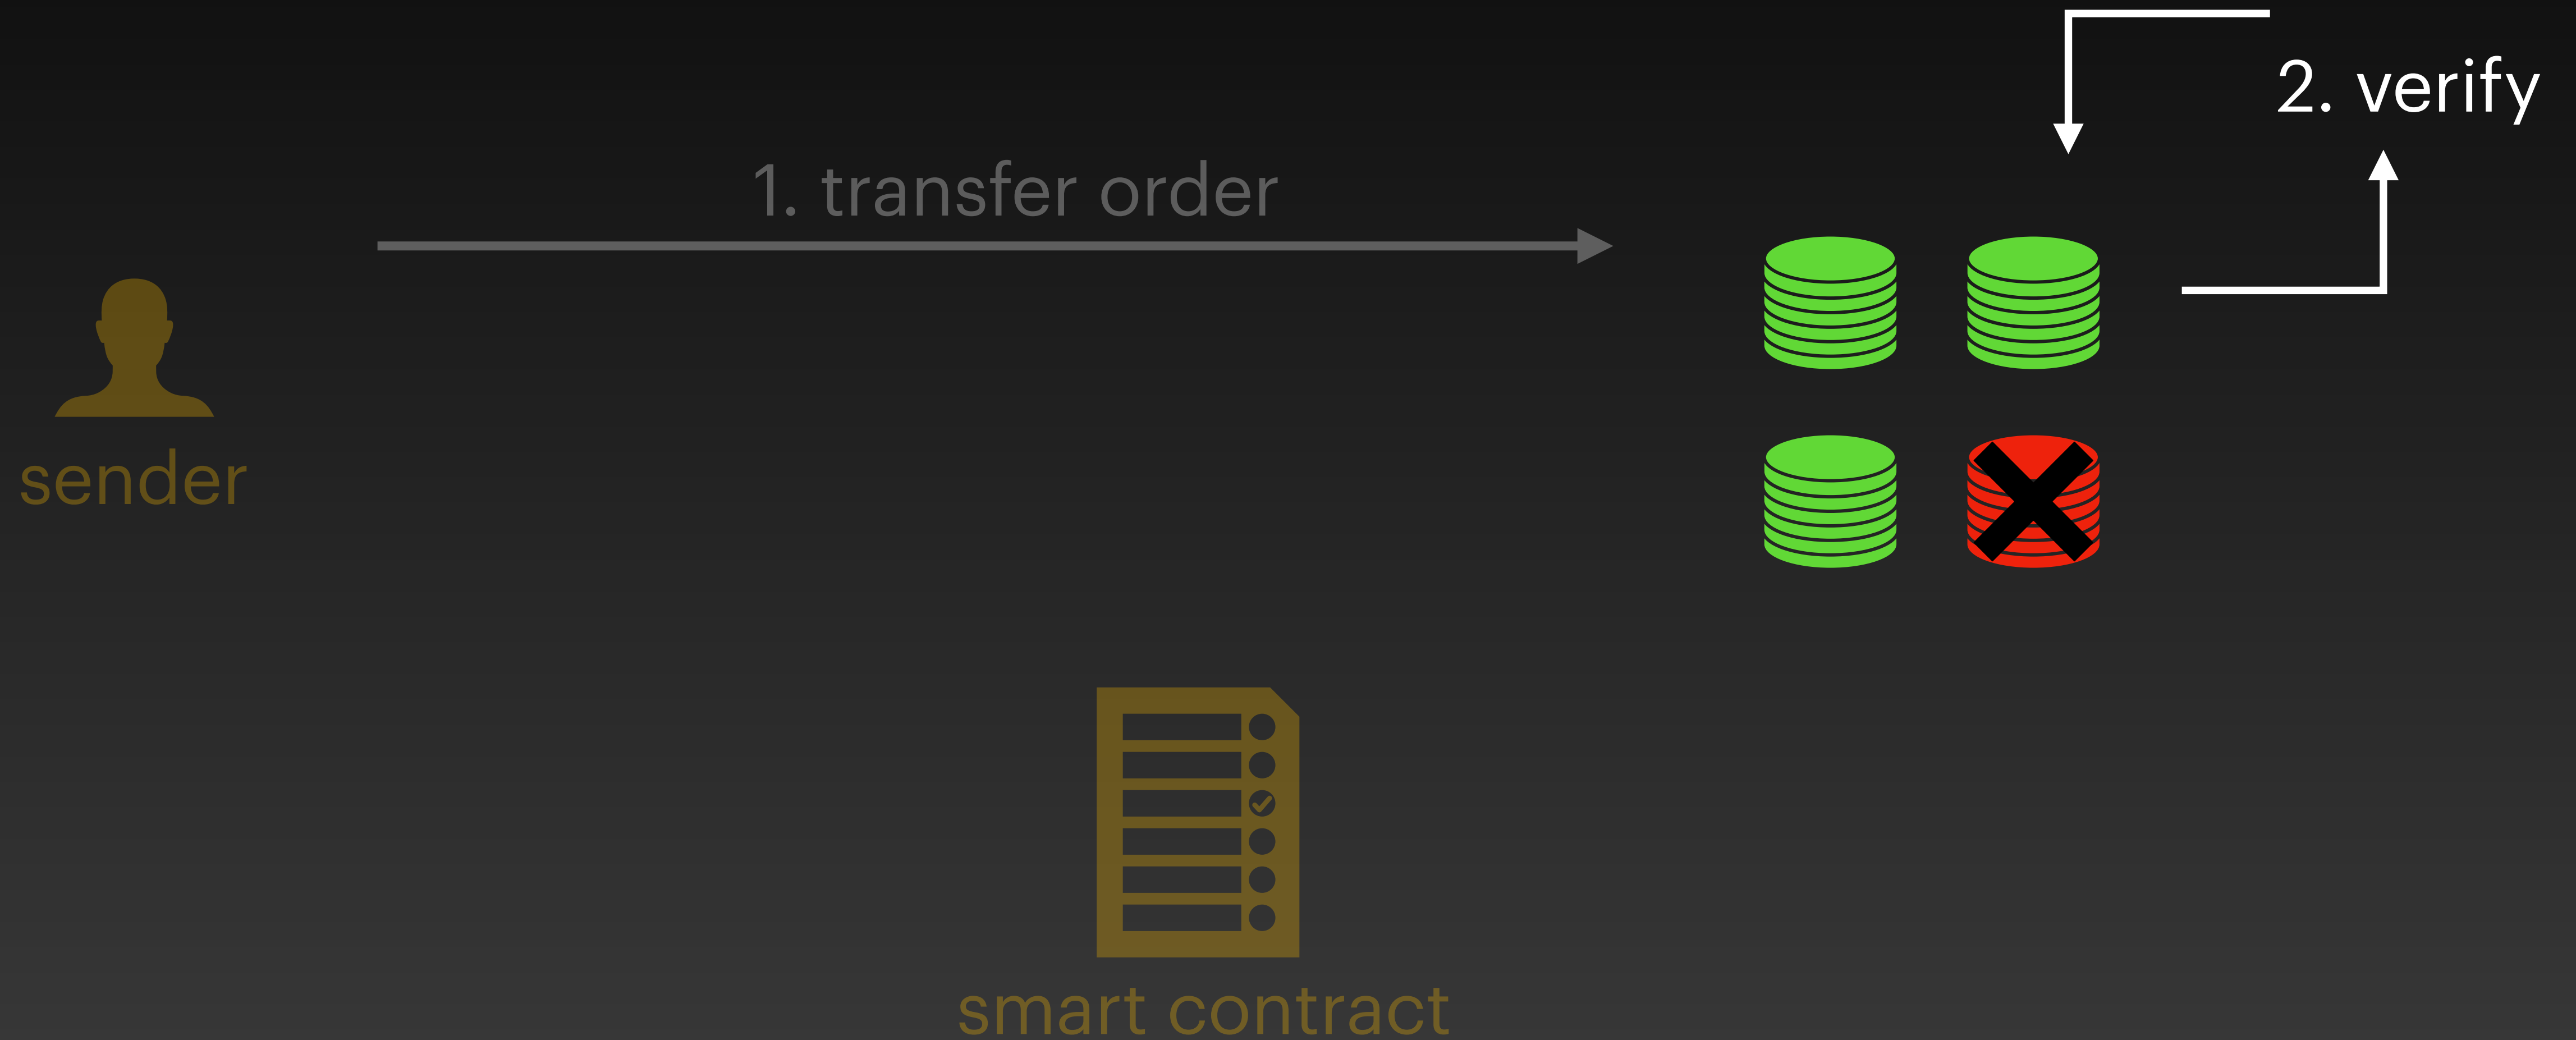 2. verify
1. transfer order
sender
smart contract